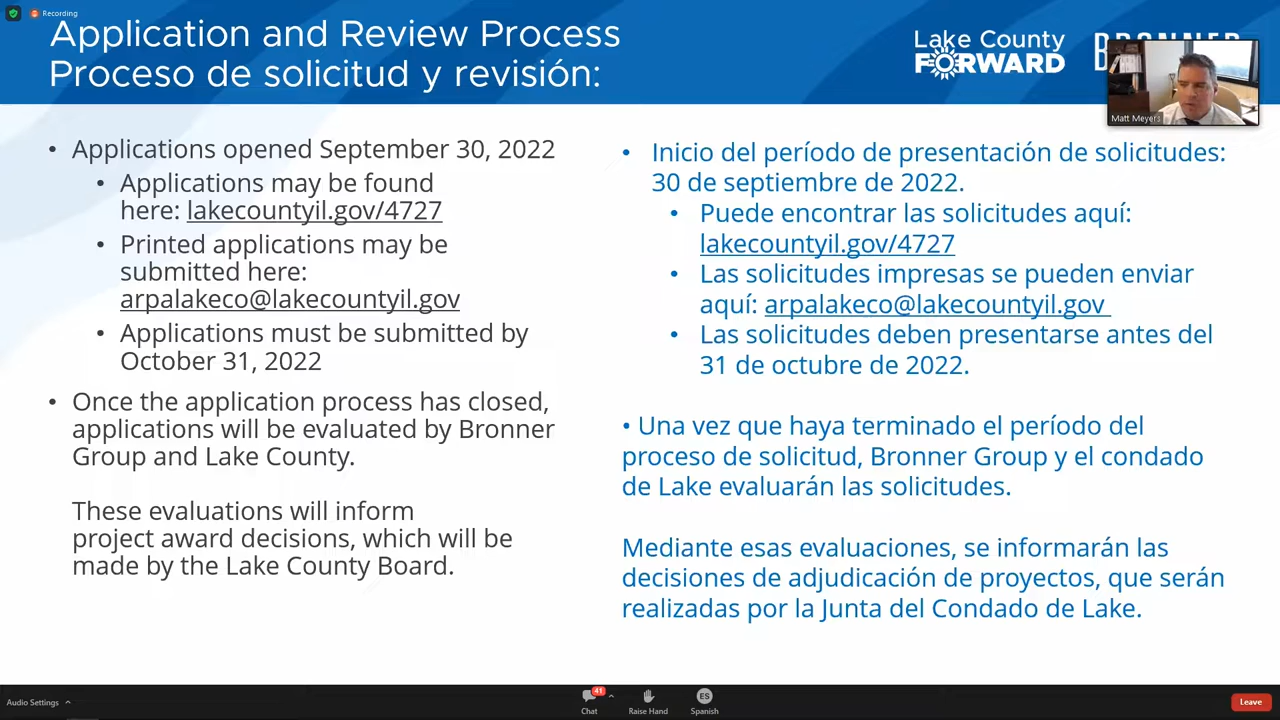 Recording
Application and Review Process
Proceso de solicitud y revisión:
Lake County
FORWARD
Matt Meyers
• Applications opened September 30, 2022
• Applications may be found
here: lakecountyil.gov/4727
• Printed applications may be
submitted here:
arpalakeco@lakecountyil.gov
• Applications must be submitted by
October 31, 2022
• Once the application process has closed,
applications will be evaluated by Bronner
Group and Lake County.
These evaluations will inform
project award decisions, which will be
made by the Lake County Board.
• Inicio del período de presentación de solicitudes:
30 de septiembre de 2022.
• Puede encontrar las solicitudes aquí:
lakecountyil.gov/4727
• Las solicitudes impresas se pueden enviar
aquí: arpalakeco@lakecountyil.gov
• Las solicitudes deben presentarse antes del
31 de octubre de 2022.
• Una vez que haya terminado el período del
proceso de solicitud, Bronner Group y el condado
de Lake evaluarán las solicitudes.
Mediante esas evaluaciones, se informarán las
decisiones de adjudicación de proyectos, que serán
realizadas por la Junta del Condado de Lake.
Audio Settings
41
Chat
Raise Hand
ES
Spanish
Leave